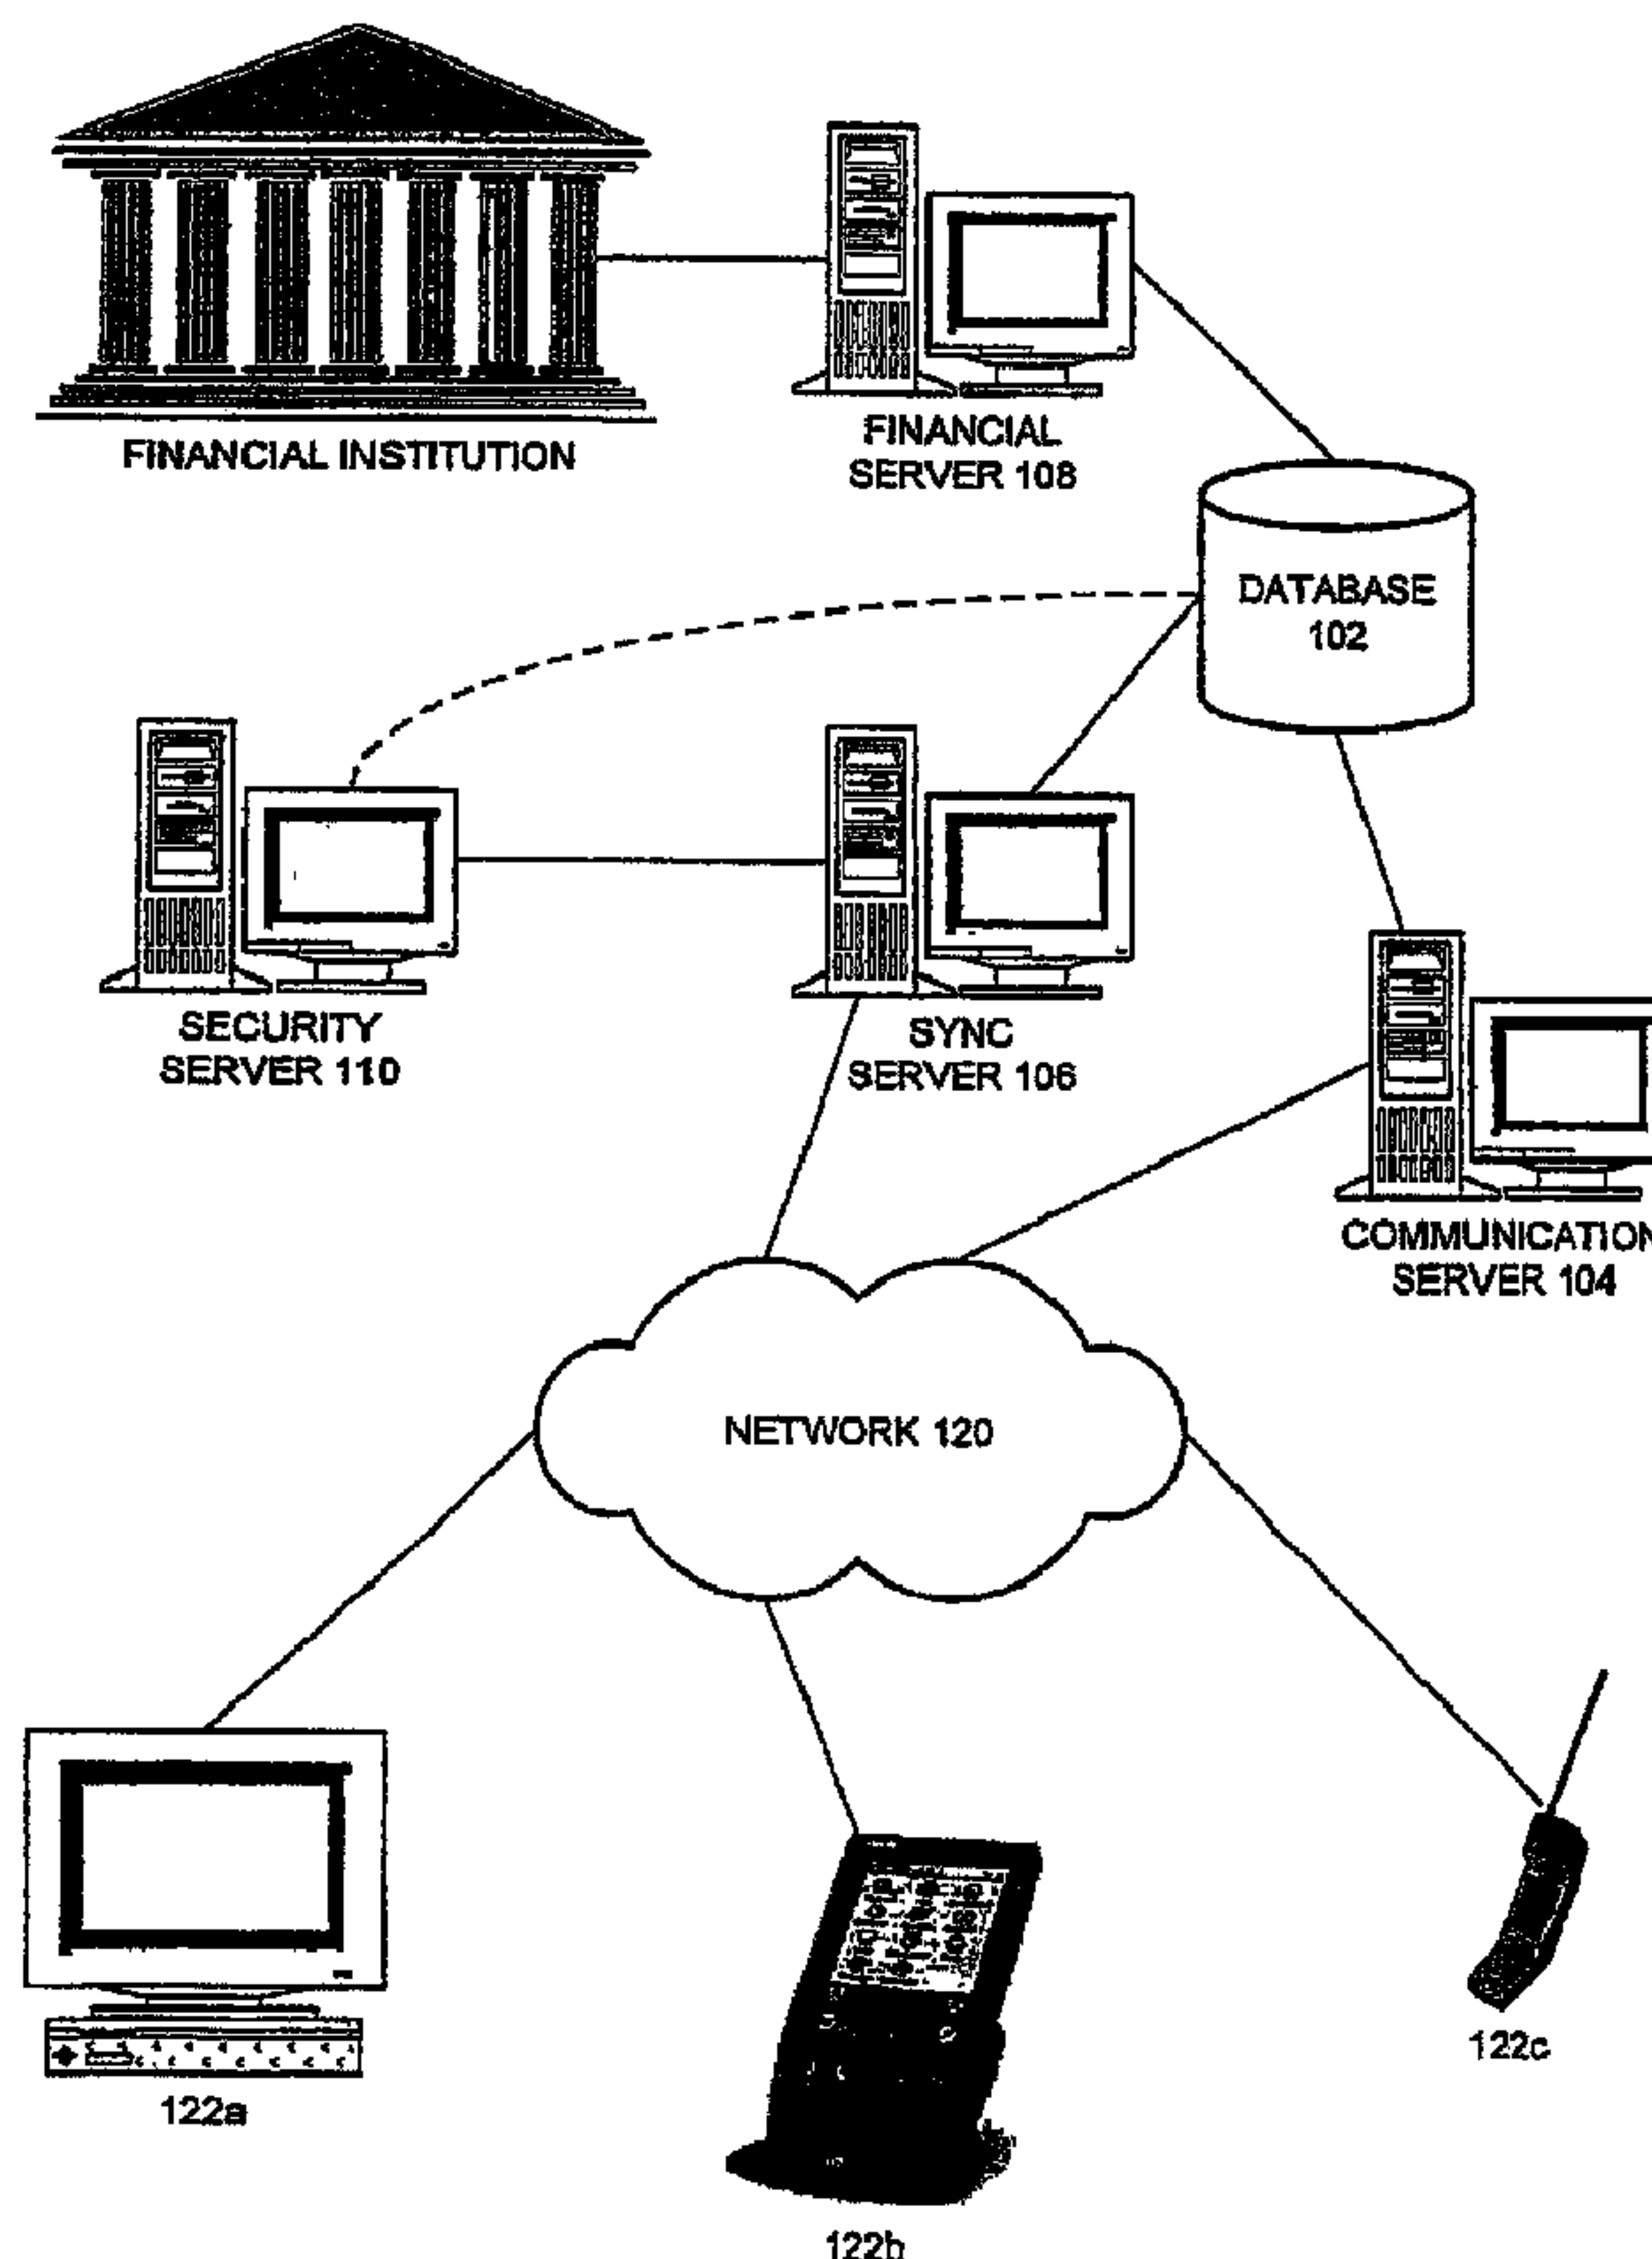 FINANCIAL INSTITUTION
FINANCIAL
SERVER 108
DATABASE
102
SECURITY
SERVER 110
SYNC
SERVER 106
COMMUNICATION
SERVER 104
NETWORK 120
122a
122b
122c